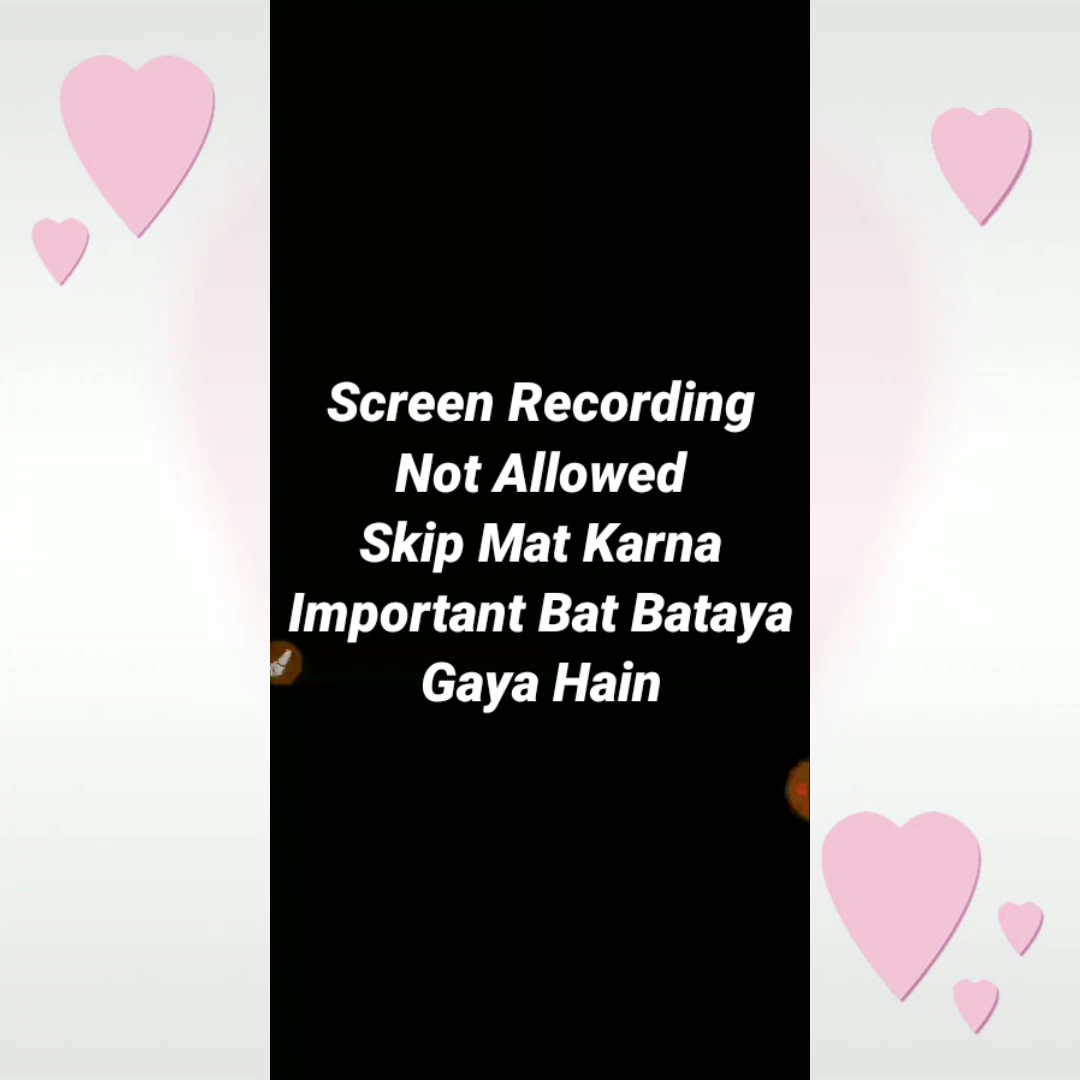 Screen Recording
Not Allowed
Skip Mat Karna
Important Bat Bataya
Gaya Hain